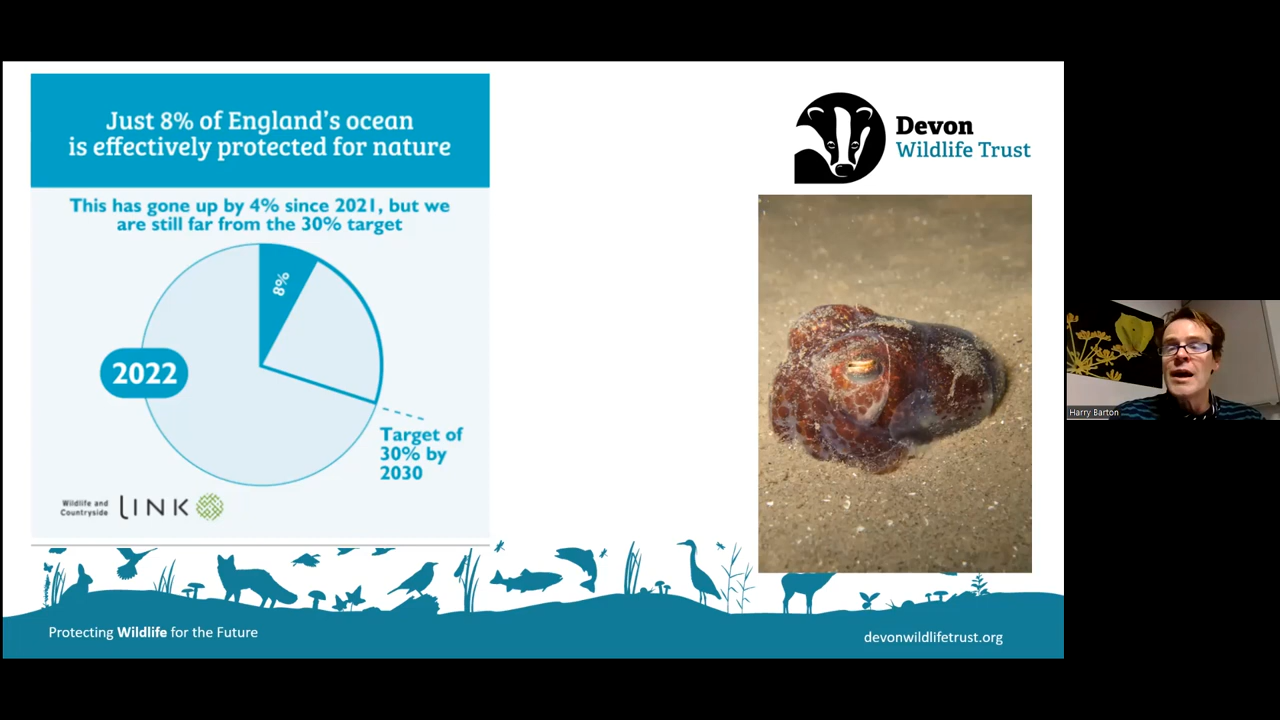 Just 8% of England's ocean
is effectively protected for nature
This has gone up by 4% since 2021, but we
are still far from the 30% target
8%
2022
Target of
30% by
2030
Wildlife and
Countryside
LINK
Devon
Wildlife Trust
Harry Barton
Protecting Wildlife for the Future
devonwildlifetrust.org